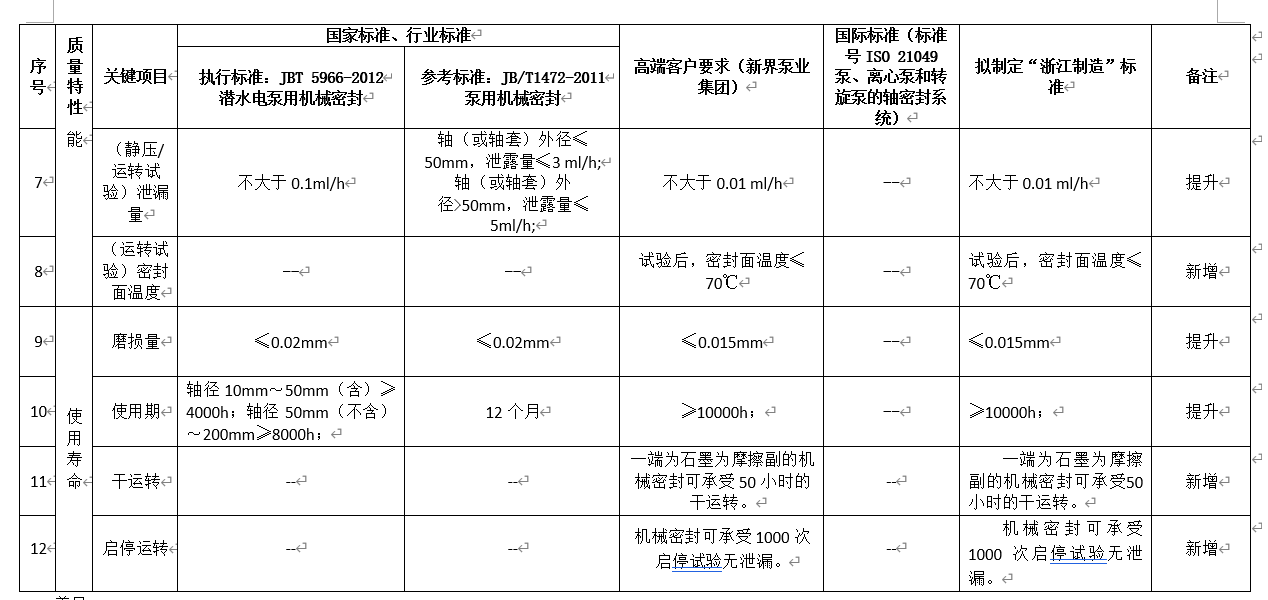 序号
质量特性
关键项目
国家标准、行业标准
执行标准：JBT 5966-2012
潜水电泵用机械密封
参考标准：JB/T1472-2011
泵用机械密封
高端客户要求（新界泵业
集团）
国际标准（标准
号 ISO 21049
泵、离心泵和转
旋泵的轴密封系
统）
拟制定“浙江制造”标
准
备注
能
7
（静压/
运转试
验）泄漏
量
不大于 0.1ml/h
轴（或轴套）外径≤
50mm，泄露量≤3 ml/h;
轴（或轴套）外
径>50mm，泄露量≤
5ml/h;
不大于 0.01 ml/h
--
不大于 0.01 ml/h
提升
8
（运转试
验）密封
面温度
--
--
试验后，密封面温度≤
70℃
--
试验后，密封面温度≤
70℃
新增
使用寿命
9
磨损量
≤0.02mm
≤0.02mm
≤0.015mm
--
≤0.015mm
提升
10
使用期
轴径 10mm～50mm（含）≥
4000h；轴径 50mm（不含）
～200mm≥8000h；
12 个月
≥10000h；
--
≥10000h；
提升
11
干运转
--
--
一端为石墨为摩擦副的机
械密封可承受 50 小时的
干运转。
--
一端为石墨为摩擦
副的机械密封可承受50
小时的干运转。
新增
12
启停运转
--
--
机械密封可承受 1000 次
启停试验无泄漏。
--
机械密封可承受
1000 次启停试验无泄
漏。
新增